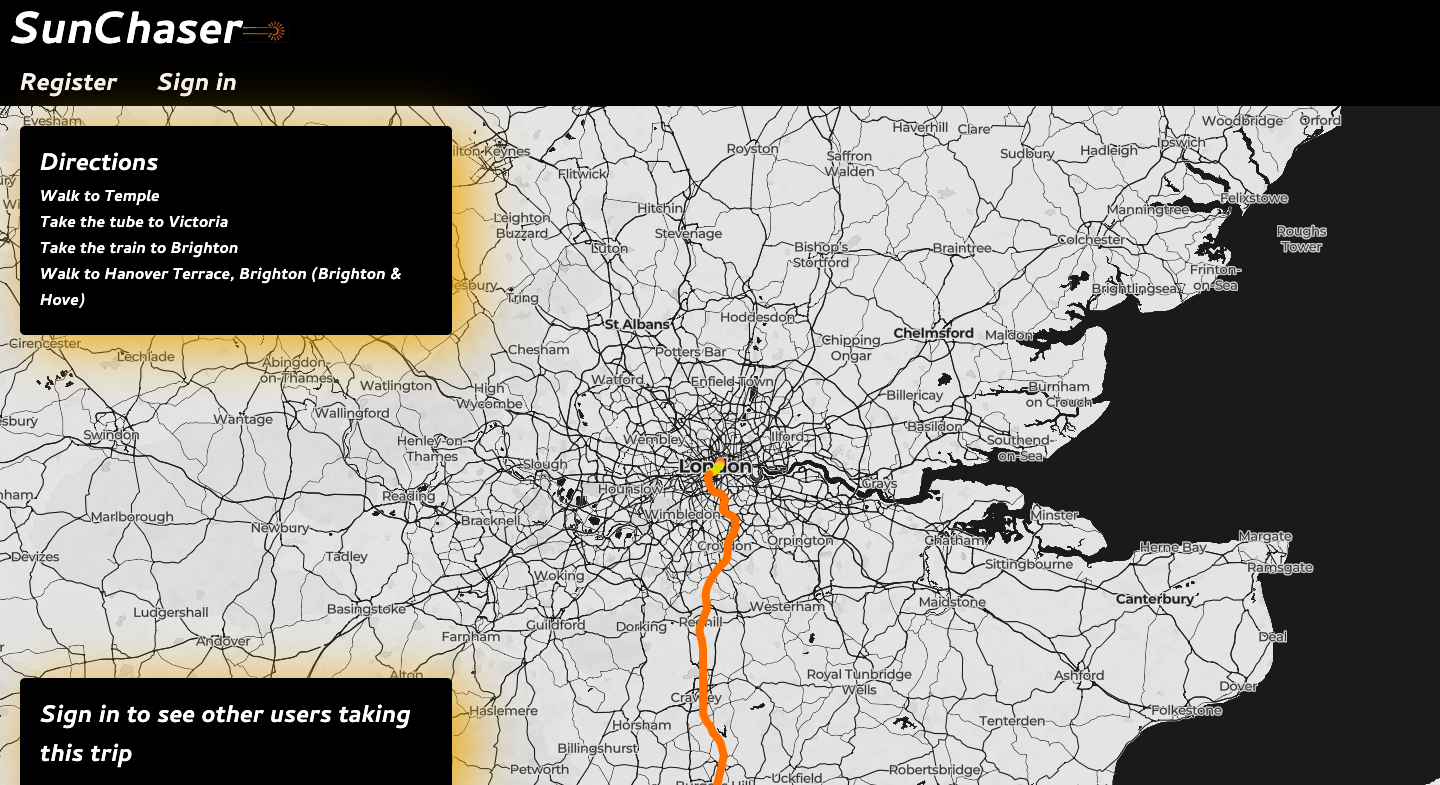 SunChaser
Register
Sign in
Directions
Walk to Temple
Take the tube to Victoria
Take the train to Brighton
Walk to Hanover Terrace, Brighton (Brighton &
Hove)
Sign in to see other users taking
this trip
Evesham
Haverhill
Clare
Woodbridge
Orford
Royston
Saffron
Walden
Sudbury
Hadleigh
Ipswich
Flitwick
Felixstowe
Leighton
Buzzard
Hitchin
Stevenage
Manningtree
Luton
Bishop's
Stortford
Braintree
Colchester
Roughs
Tower
Frinton-
on-Sea
Brightlingsea
Tring
St Albans
Hoddesdon
Chelmsford
Maldon
Cirencester
Lechlade
Abingdon-
on-Thames
Chesham
Potters Bar
Chipping
Ongar
Watlington
High
Wycombe
Watford
Enfield Town
Billericay
Burnham
on Crouch
Wantage
Wallingford
Swindon
Henley-on-
Thames
Wembley
Ilford
Basildon
Southend-
on-Sea
Slough
London
Grays
Reading
Hounslow
Marlborough
Newbury
Bracknell
Wimbledon
Minster
Devizes
Tadley
Croydon
Orpington
Chatham
Herne Bay
Margate
Sittingbourne
Ramsgate
Woking
Ludgershall
Basingstoke
Westerham
Maidstone
Canterbury
Andover
Farnham
Guildford
Dorking
Redhill
Deal
Alton
Royal Tunbridge
Wells
Ashford
Dover
Haslemere
Crawley
Horsham
Tenterden
Folkestone
Billingshurst
Petworth
Uckfield
Robertsbridge